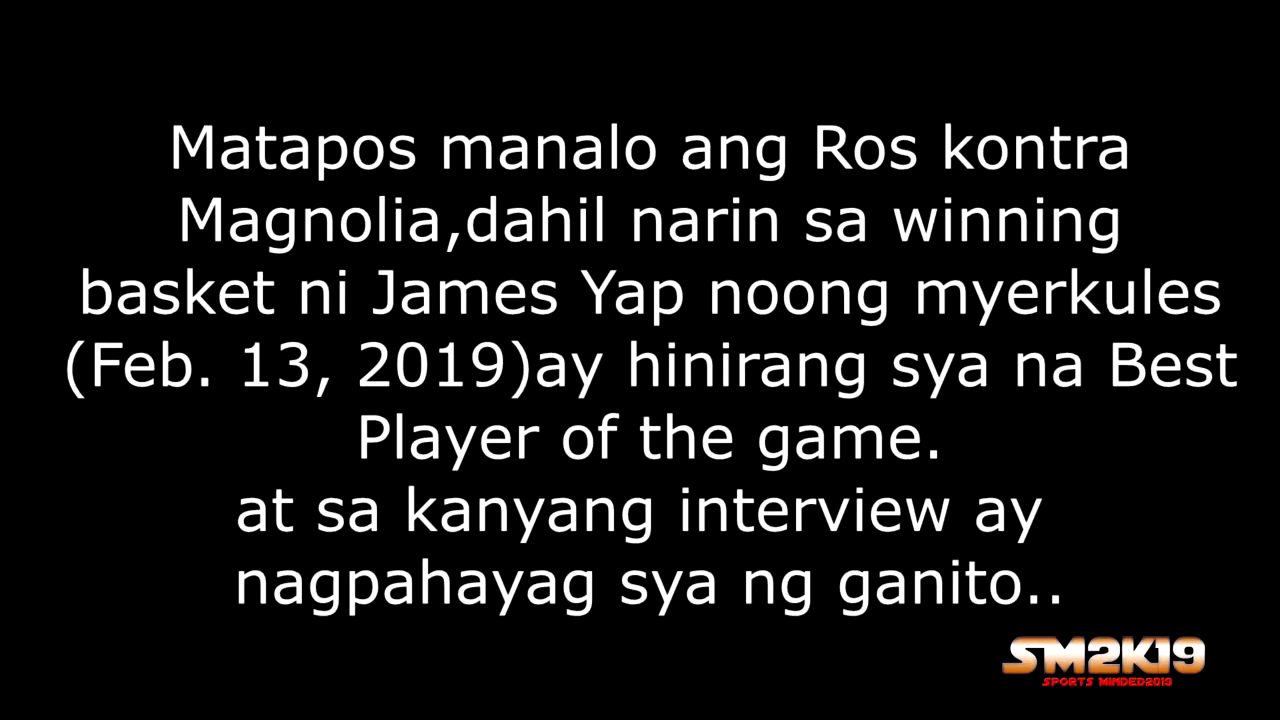 Matapos manalo ang Ros kontra
Magnolia,dahil narin sa winning
basket ni James Yap noong myerkules
(Feb. 13, 2019)ay hinirang sya na Best
Player of the game.
at sa kanyang interview ay
nagpahayag sya ng ganito..
SM2K19
SPORTS MINDED2019